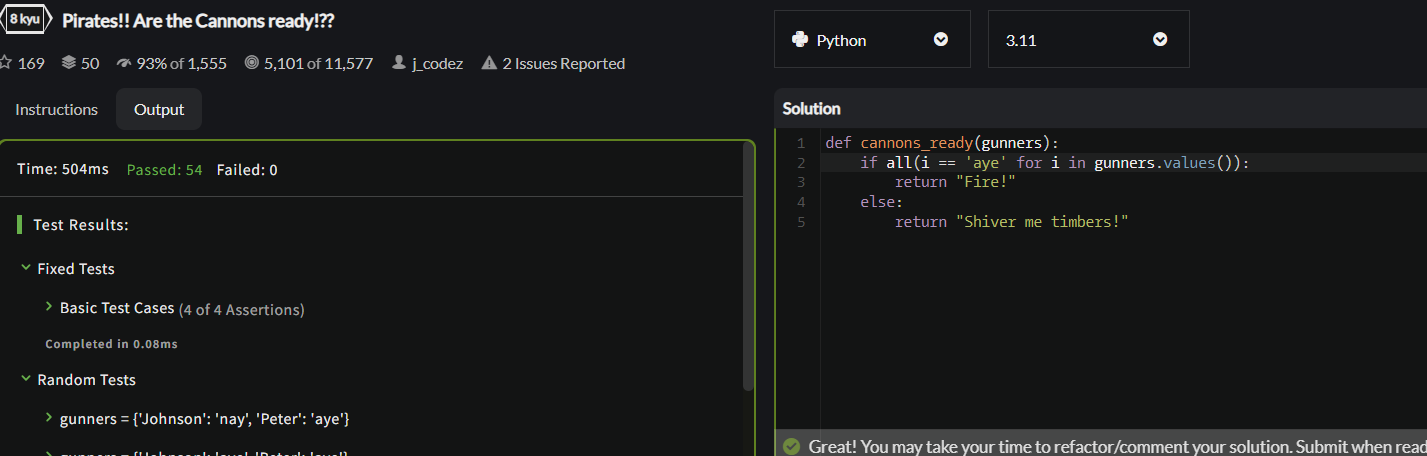 8 kyu Pirates!! Are the Cannons ready!??
169 50 93% of 1,555 5,101 of 11,577 j_codez 2 Issues Reported
Instructions Output
Time: 504ms Passed: 54 Failed: 0
Test Results:
Fixed Tests
Basic Test Cases (4 of 4 Assertions)
Completed in 0.08ms
Random Tests
gunners = {'Johnson': 'nay', 'Peter': 'aye'}
Python 3.11
Solution
1 def cannons_ready(gunners):
2 if all(i == 'aye' for i in gunners.values()):
3 return "Fire!"
4 else:
5 return "Shiver me timbers!"
Great! You may take your time to refactor/comment your solution. Submit when read